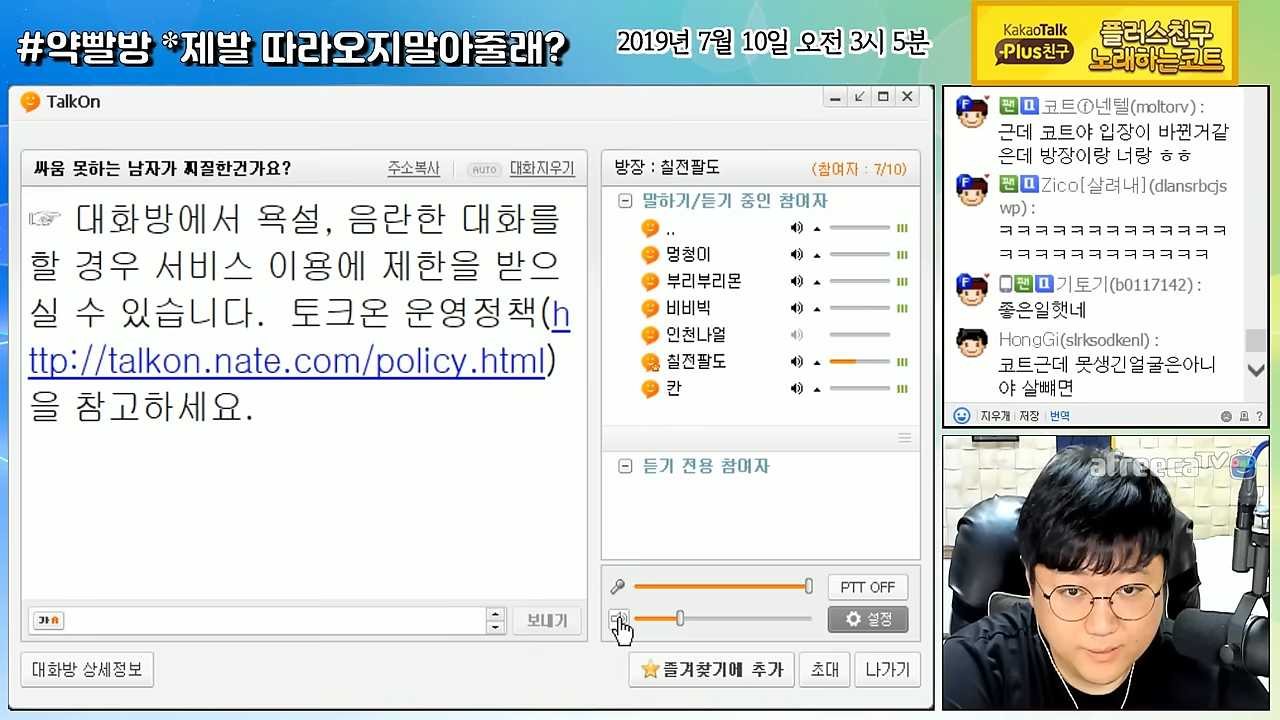 #약빨방 *제발 따라오지말아줄래?
2019년 7월 10일 오전 3시 5분
KakaoTalk
Plus친구
플러스친구
노래하는코트
TalkOn
싸움 못하는 남자가 찌질한건가요?
주소복사
AUTO
대화지우기
☞ 대화방에서 욕설, 음란한 대화를
할 경우 서비스 이용에 제한을 받으
실 수 있습니다. 토크온 운영정책(h
ttp://talkon.nate.com/policy.html)
을 참고하세요.
가A
보내기
대화방 상세정보
방장 : 칠전팔도
(참여자 : 7/10)
말하기/듣기 중인 참여자
..
멍청이
부리부리몬
비비빅
인천나얼
칠전팔도
칸
듣기 전용 참여자
PTT OFF
설정
즐겨찾기에 추가
초대
나가기
팬 코트ⓕ넨텔(moltorv) :
근데 코트야 입장이 바뀐거같
은데 방장이랑 너랑 ㅎㅎ
팬 Zico[살려내](dlansrbcjs
wp) :
ㅋㅋㅋㅋㅋㅋㅋㅋㅋㅋㅋㅋㅋ
ㅋㅋㅋㅋㅋㅋㅋㅋㅋㅋㅋㅋ
팬 기토기(b0117142) :
좋은일햇네
HongGi(slrksodkenl) :
코트근데 못생긴얼굴은아니
야 살뺴면
지우개
저장
번역
?
afreecaTV